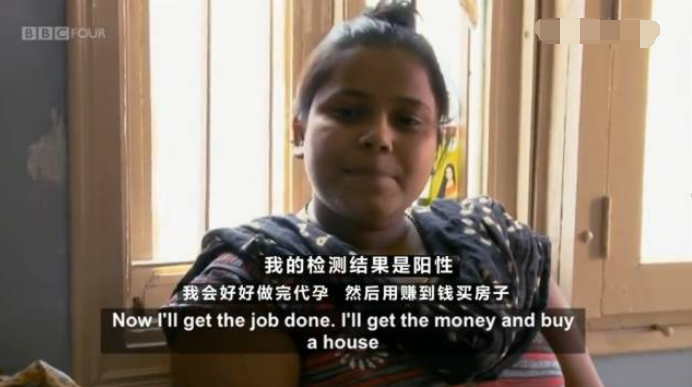 BBC FOUR
我的检测结果是阳性
我会好好做完代孕 然后用赚到钱买房子
Now I'll get the job done. I'll get the money and buy
a house